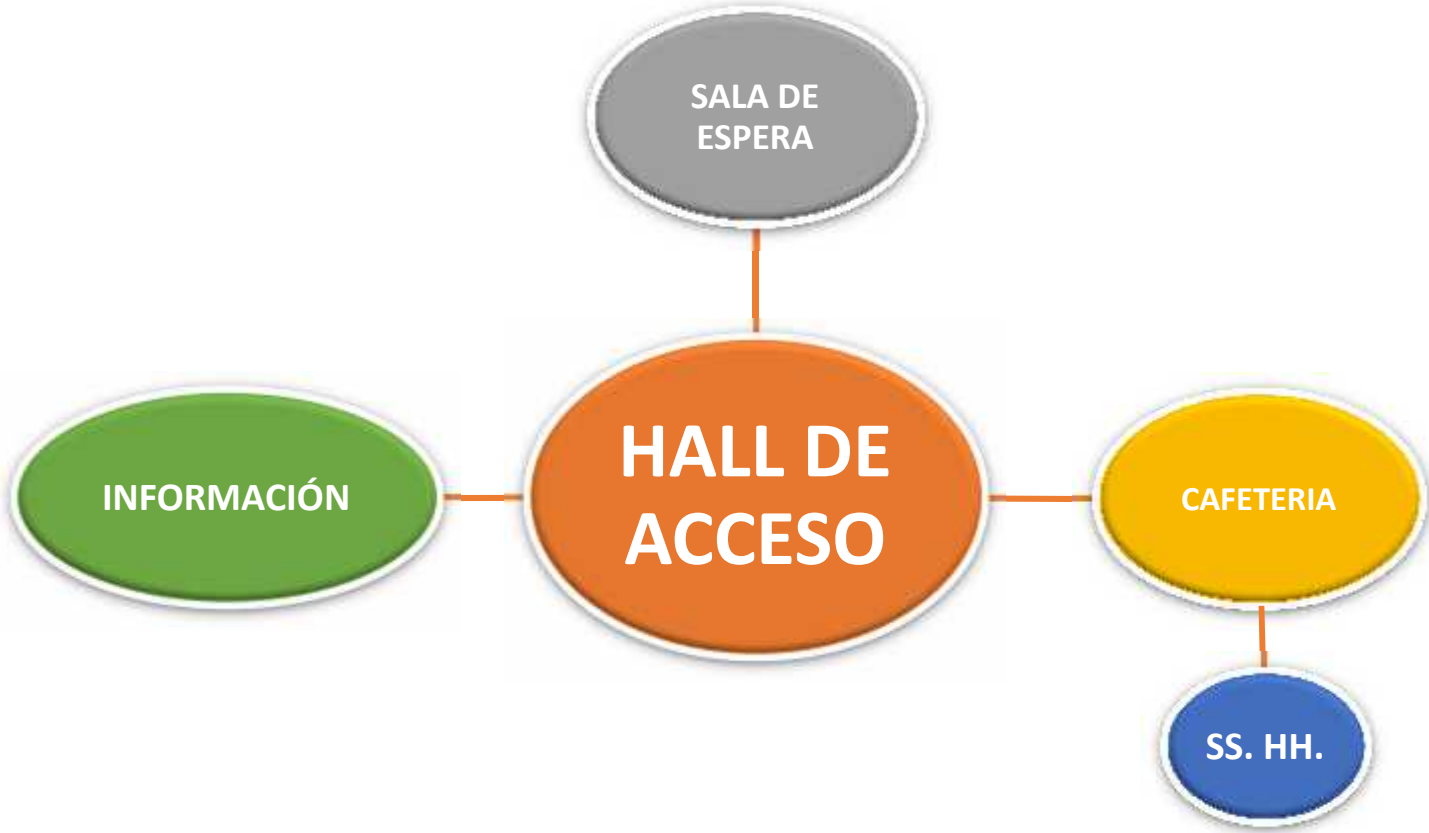 SALA DE
ESPERA
HALL DE
ACCESO
INFORMACIÓN
CAFETERIA
SS. HH.